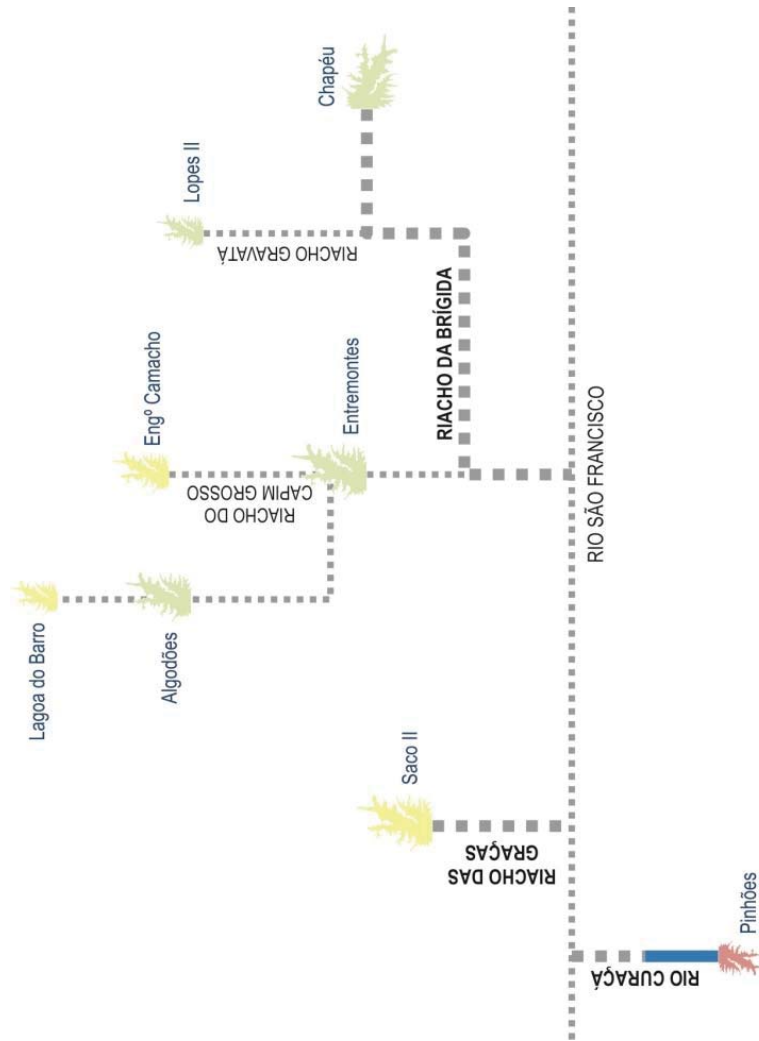 Chapéu
Lopes II
RIACHO GRAVATÁ
Engº Camacho
RIACHO DO
CAPIM GROSSO
Entremontes
RIACHO DA BRÍGIDA
Lagoa do Barro
Algodões
RIO SÃO FRANCISCO
Saco II
RIACHO DAS
GRAÇAS
RIO CURAÇÁ
Pinhões